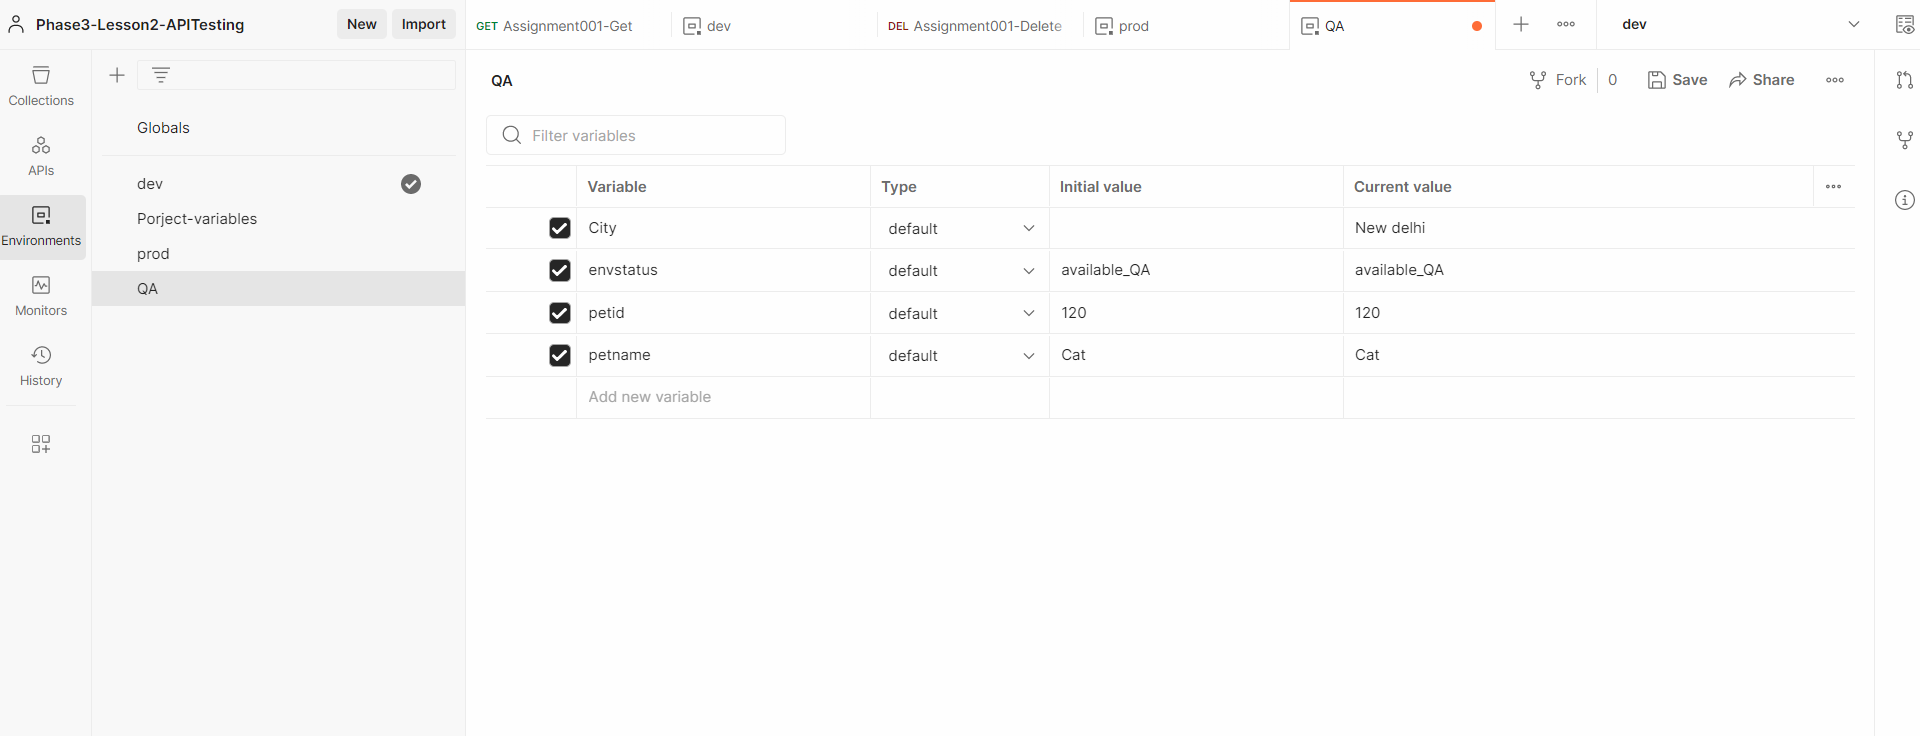 Phase3-Lesson2-APITesting
New
Import
GET Assignment001-Get
dev
DEL Assignment001-Delete
prod
QA
dev
Collections
APIs
Environments
Monitors
History
Globals
dev
Porject-variables
prod
QA
QA
Fork
0
Save
Share
Filter variables
Variable Type Initial value Current value
City default New delhi
envstatus default available_QA available_QA
petid default 120 120
petname default Cat Cat
Add new variable